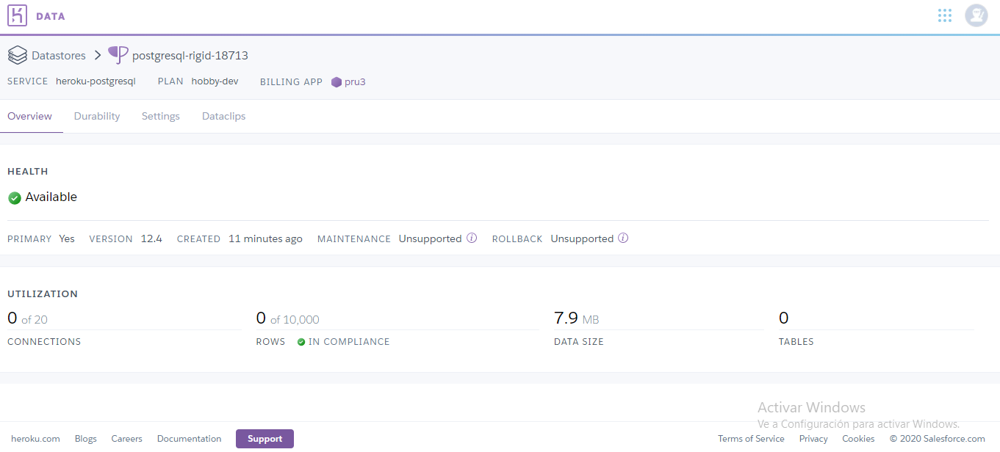 DATA
Datastores > postgresql-rigid-18713
SERVICE heroku-postgresql PLAN hobby-dev BILLING APP pru3
Overview Durability Settings Dataclips
HEALTH
Available
PRIMARY Yes VERSION 12.4 CREATED 11 minutes ago MAINTENANCE Unsupported ROLLBACK Unsupported
UTILIZATION
0 of 20 0 of 10,000 7.9 MB 0
CONNECTIONS ROWS IN COMPLIANCE DATA SIZE TABLES
Activar Windows
Ve a Configuración para activar Windows.
heroku.com Blogs Careers Documentation Support Terms of Service Privacy Cookies © 2020 Salesforce.com